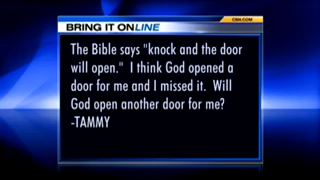 CBN.COM
BRING IT ONLINE
The Bible says "knock and the door
will open."  I think God opened a
door for me and I missed it.  Will
God open another door for me?
-TAMMY